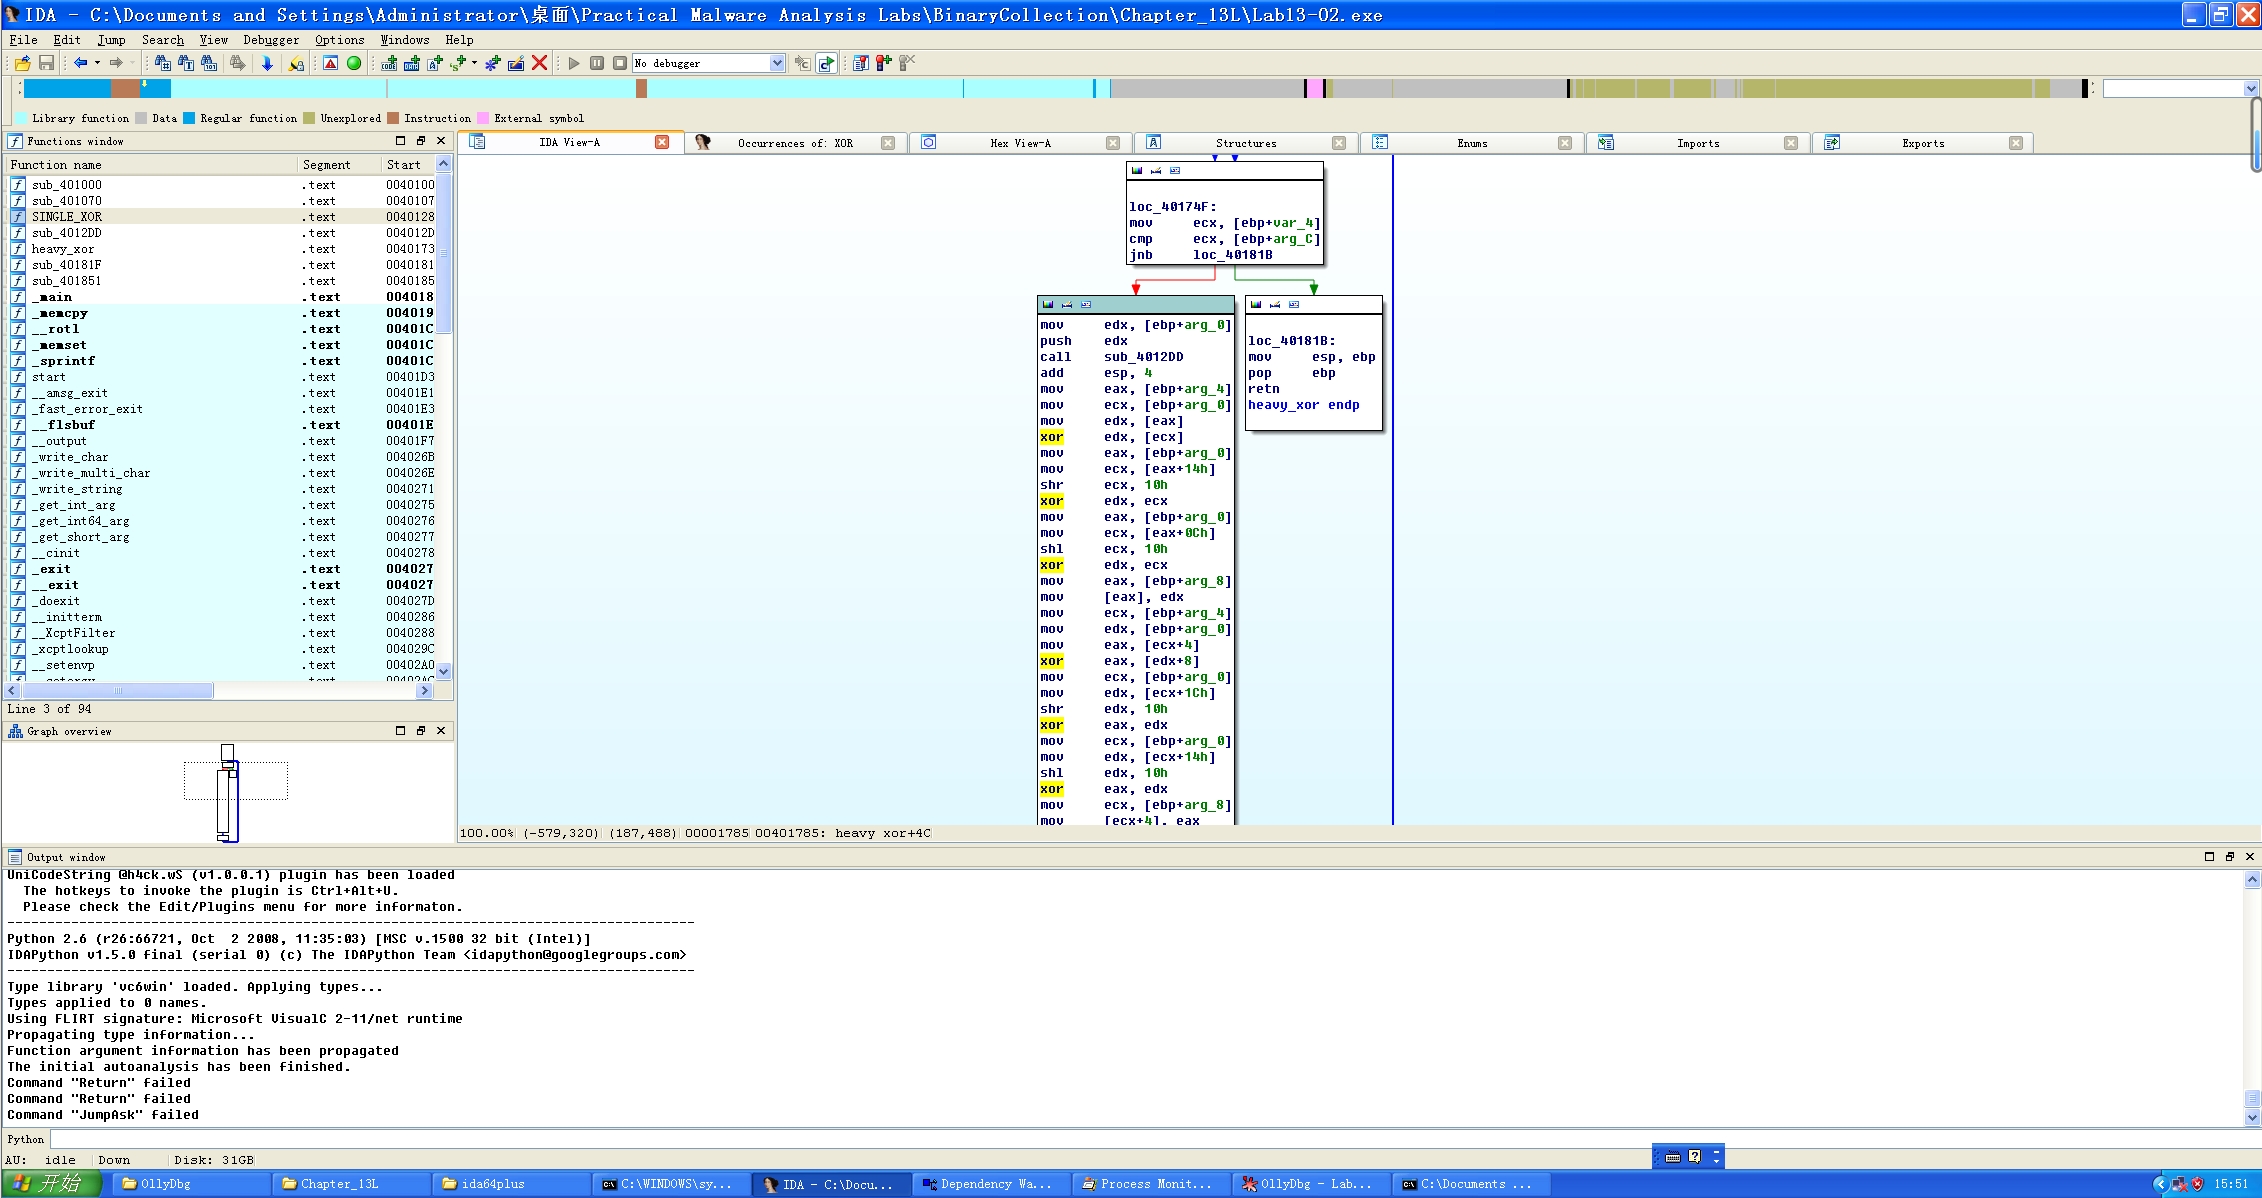 IDA - C:\Documents and Settings\Administrator\桌面\Practical Malware Analysis Labs\BinaryCollection\Chapter_13L\Lab13-02.exe
File Edit Jump Search View Debugger Options Windows Help
No debugger
Library function Data Regular function Unexplored Instruction External symbol
Functions window
IDA View-A
Occurrences of: XOR
Hex View-A
Structures
Enums
Imports
Exports
Function name Segment Start
sub_401000 .text 0040100
sub_401070 .text 0040107
SINGLE_XOR .text 0040128
sub_4012DD .text 004012D
heavy_xor .text 0040173
sub_40181F .text 0040181
sub_401851 .text 0040185
_main .text 004018
_memcpy .text 004019
__rotl .text 00401C
_memset .text 00401C
_sprintf .text 00401C
start .text 00401D3
__amsg_exit .text 00401E1
_fast_error_exit .text 00401E3
__flsbuf .text 00401E
__output .text 00401F7
_write_char .text 004026B
_write_multi_char .text 004026E
_write_string .text 0040271
_get_int_arg .text 0040275
_get_int64_arg .text 0040276
_get_short_arg .text 0040277
__cinit .text 0040278
_exit .text 004027
__exit .text 004027
_doexit .text 004027D
__initterm .text 0040286
__XcptFilter .text 0040288
_xcptlookup .text 004029C
__setenvp .text 00402A0
Line 3 of 94
Graph overview
loc_40174F:
mov ecx, [ebp+var_4]
cmp ecx, [ebp+arg_C]
jnb loc_40181B
mov edx, [ebp+arg_0]
push edx
call sub_4012DD
add esp, 4
mov eax, [ebp+arg_4]
mov ecx, [ebp+arg_0]
mov edx, [eax]
xor edx, [ecx]
mov eax, [ebp+arg_0]
mov ecx, [eax+14h]
shr ecx, 10h
xor edx, ecx
mov eax, [ebp+arg_0]
mov ecx, [eax+0Ch]
shl ecx, 10h
xor edx, ecx
mov eax, [ebp+arg_8]
mov [eax], edx
mov ecx, [ebp+arg_4]
mov edx, [ebp+arg_0]
mov eax, [ecx+4]
xor eax, [edx+8]
mov ecx, [ebp+arg_0]
mov edx, [ecx+1Ch]
shr edx, 10h
xor eax, edx
mov ecx, [ebp+arg_0]
mov edx, [ecx+14h]
shl edx, 10h
xor eax, edx
mov ecx, [ebp+arg_8]
mov [ecx+4], eax
loc_40181B:
mov esp, ebp
pop ebp
retn
heavy_xor endp
100.00% (-579,320) (187,488) 00001785 00401785: heavy xor+4C
Output window
UniCodeString @h4ck.wS (v1.0.0.1) plugin has been loaded
The hotkeys to invoke the plugin is Ctrl+Alt+U.
Please check the Edit/Plugins menu for more informaton.
Python 2.6 (r26:66721, Oct  2 2008, 11:35:03) [MSC v.1500 32 bit (Intel)]
IDAPython v1.5.0 final (serial 0) (c) The IDAPython Team <idapython@googlegroups.com>
Type library 'vc6win' loaded. Applying types...
Types applied to 0 names.
Using FLIRT signature: Microsoft VisualC 2-11/net runtime
Propagating type information...
Function argument information has been propagated
The initial autoanalysis has been finished.
Command "Return" failed
Command "Return" failed
Command "JumpAsk" failed
Python
AU: idle Down Disk: 31GB
开始 OllyDbg Chapter_13L ida64plus C:\WINDOWS\sy... IDA - C:\Docu... Dependency Wa... Process Monit... OllyDbg - Lab... C:\Documents ... 15:51